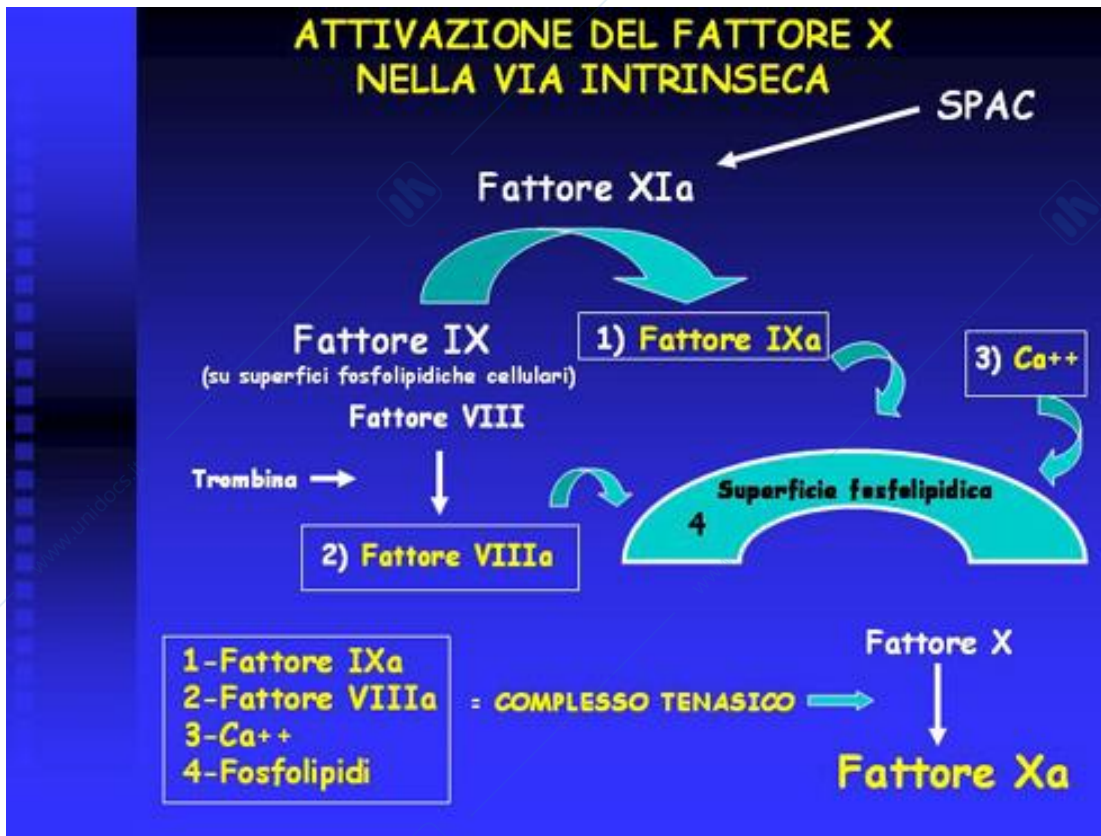 ATTIVAZIONE DEL FATTORE X
NELLA VIA INTRINSECA
SPAC
Fattore XIa
Fattore IX
(su superfici fosfolipidiche cellulari)
1) Fattore IXa
3) Ca++
Fattore VIII
Trombina
2) Fattore VIIIa
Superficie fosfolipidica
4
1-Fattore IXa
2-Fattore VIIIa
3-Ca++
4-Fosfolipidi
= COMPLESSO TENASICO
Fattore X
Fattore Xa